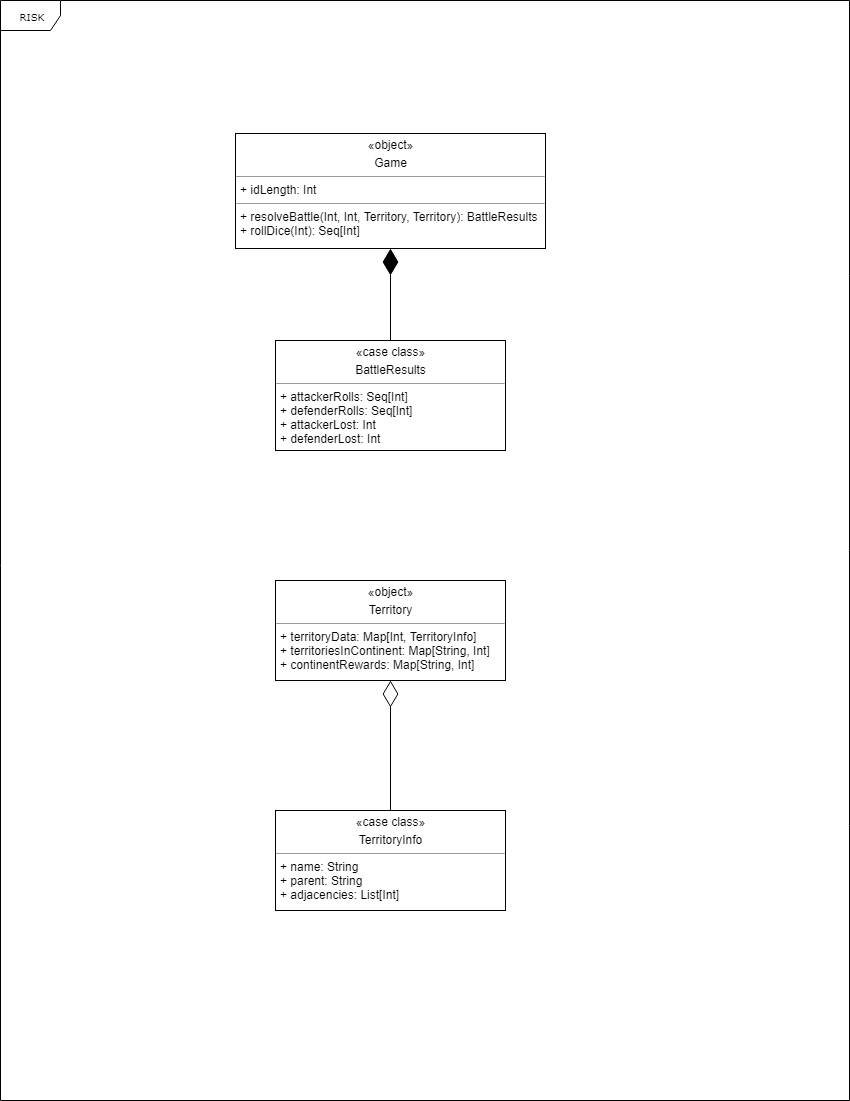 RISK
«object»
Game
+ idLength: Int
+ resolveBattle(Int, Int, Territory, Territory): BattleResults
+ rollDice(Int): Seq[Int]
«case class»
BattleResults
+ attackerRolls: Seq[Int]
+ defenderRolls: Seq[Int]
+ attackerLost: Int
+ defenderLost: Int
«object»
Territory
+ territoryData: Map[Int, TerritoryInfo]
+ territoriesInContinent: Map[String, Int]
+ continentRewards: Map[String, Int]
«case class»
TerritoryInfo
+ name: String
+ parent: String
+ adjacencies: List[Int]